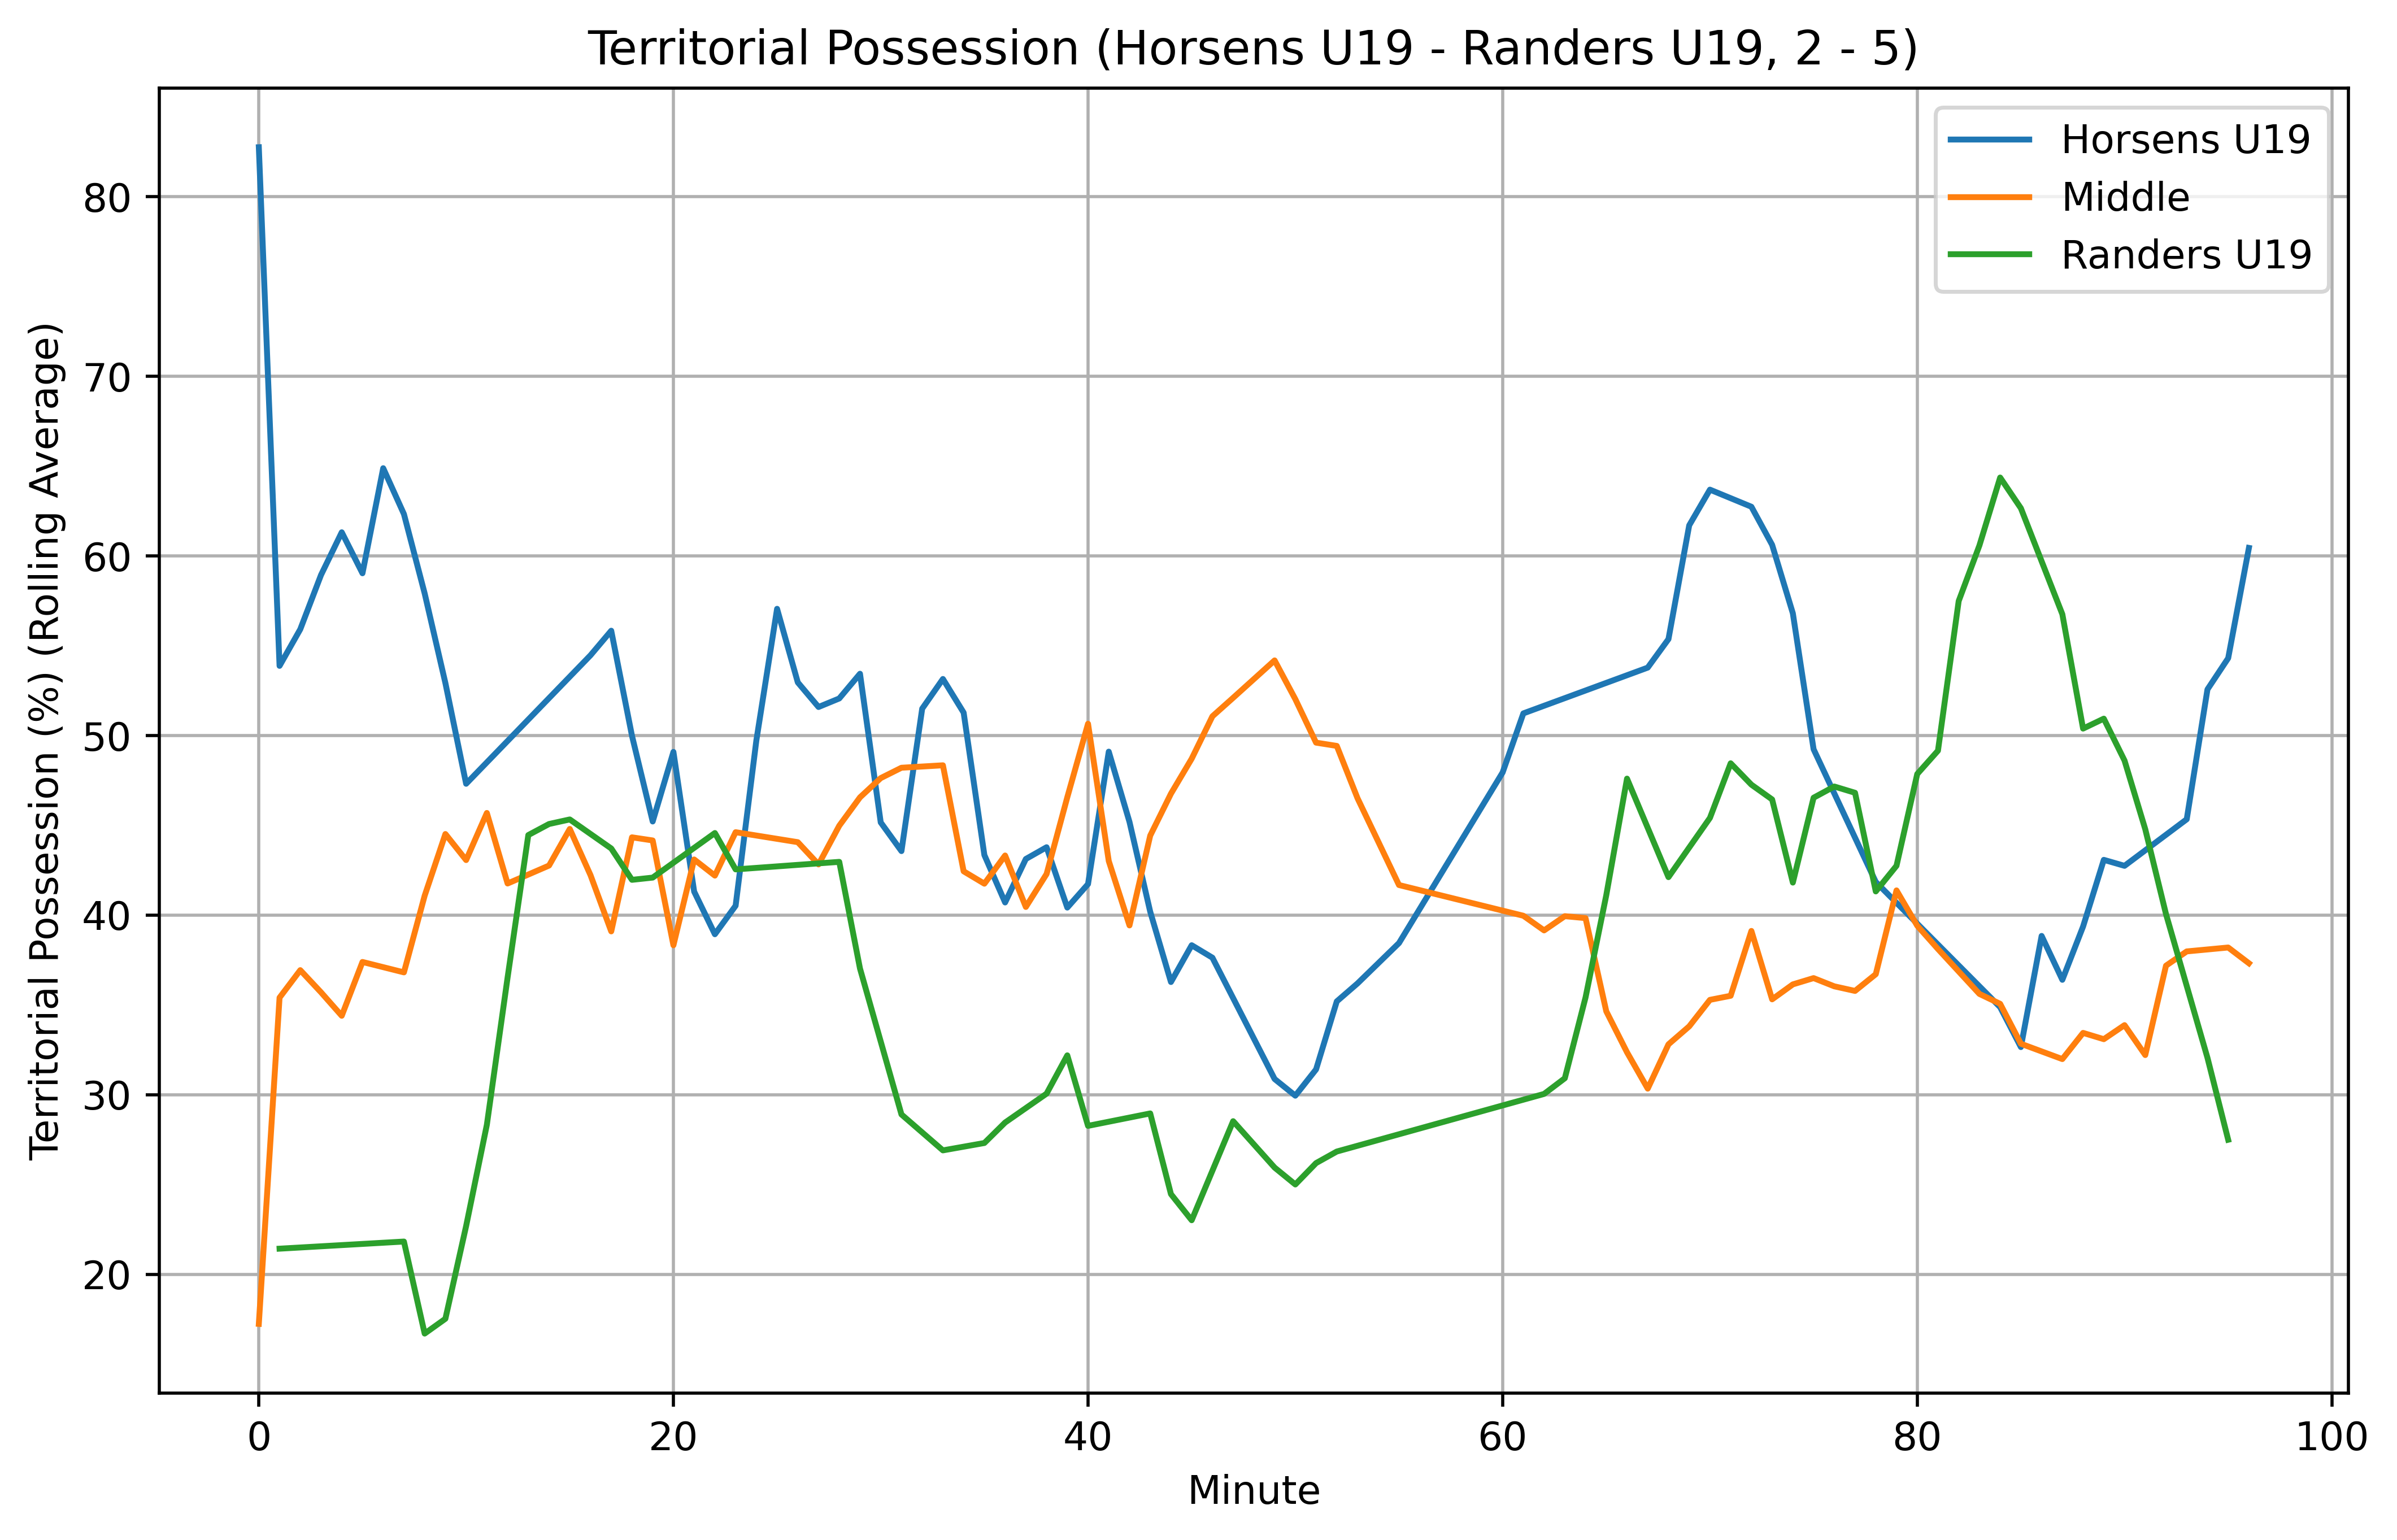 Territorial Possession (Horsens U19 - Randers U19, 2 - 5)
Horsens U19
Middle
Randers U19
Territorial Possession (%) (Rolling Average)
80
70
60
50
40
30
20
0
20
40
60
80
100
Minute